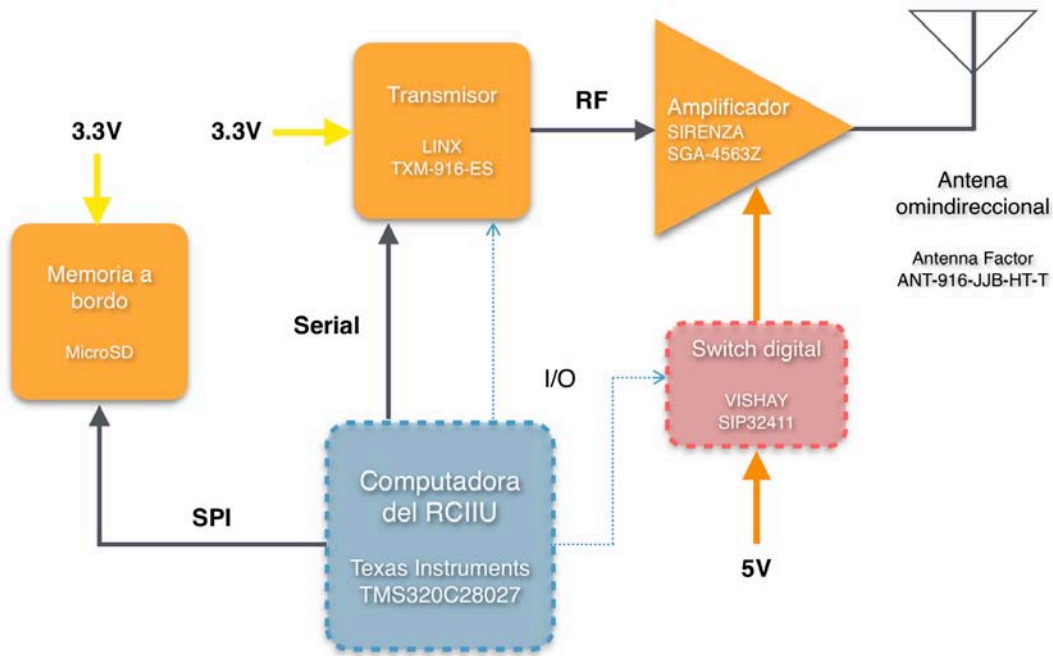 3.3V
3.3V
Transmisor
LINX
TXM-916-ES
RF
Amplificador
SIRENZA
SGA-4563Z
Antena
omindireccional
Antenna Factor
ANT-916-JJB-HT-T
Memoria a
bordo
MicroSD
Serial
I/O
Switch digital
VISHAY
SIP32411
SPI
Computadora
del RCIIU
Texas Instruments
TMS320C28027
5V